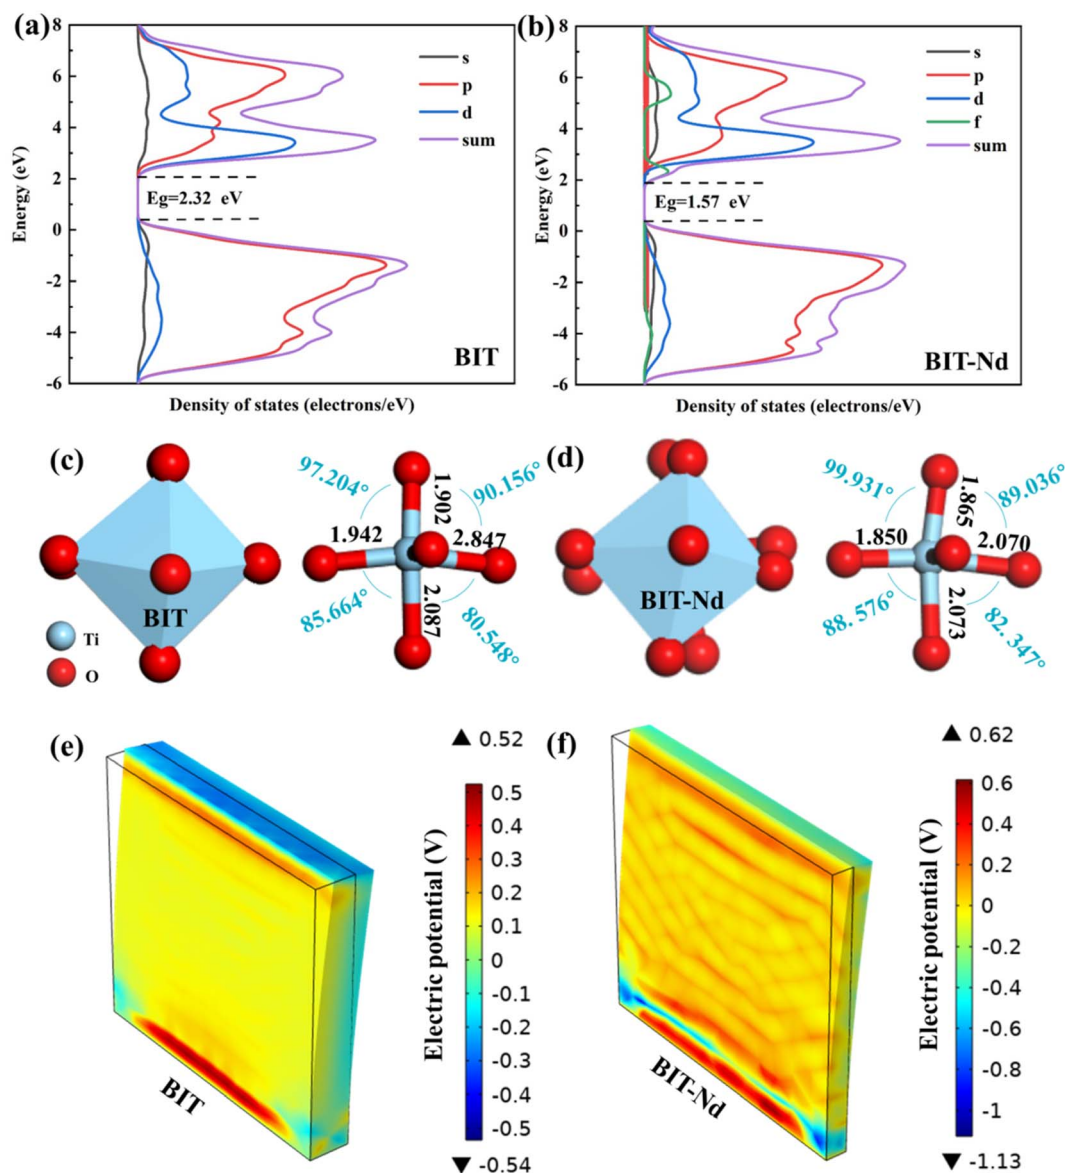 (a)
8
6
4
2
0
-2
-4
-6
Energy (eV)
s
p
d
sum
Eg=2.32 eV
BIT
Density of states (electrons/eV)
(b)
8
6
4
2
0
-2
-4
-6
Energy (eV)
s
p
d
f
sum
Eg=1.57 eV
BIT-Nd
Density of states (electrons/eV)
(c)
BIT
Ti
O
97.204°
90.156°
1.902
1.942
2.847
2.087
85.664°
80.548°
(d)
BIT-Nd
99.931°
89.036°
1.865
1.850
2.070
2.073
88.576°
82.347°
(e)
▲ 0.52
0.5
0.4
0.3
0.2
0.1
0
-0.1
-0.2
-0.3
-0.4
-0.5
▼ -0.54
Electric potential (V)
BIT
(f)
▲ 0.62
0.6
0.4
0.2
0
-0.2
-0.4
-0.6
-0.8
-1
▼ -1.13
Electric potential (V)
BIT-Nd